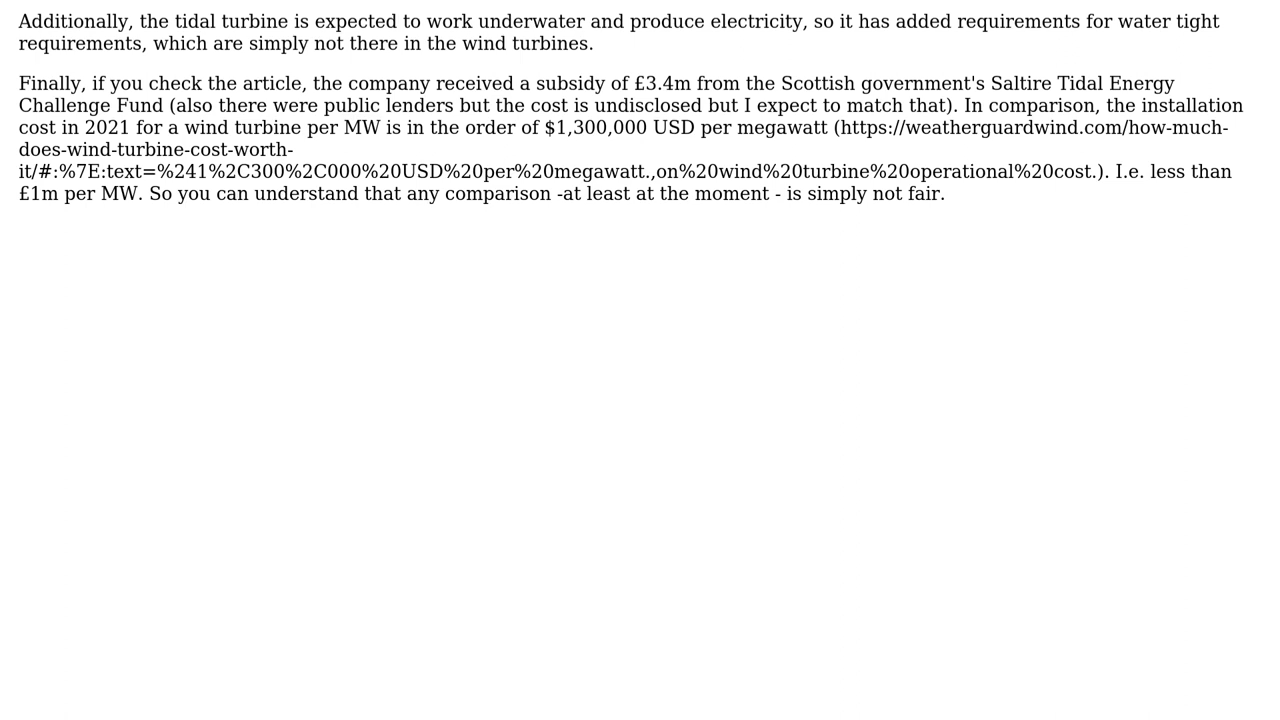 Additionally, the tidal turbine is expected to work underwater and produce electricity, so it has added requirements for water tight
requirements, which are simply not there in the wind turbines.
Finally, if you check the article, the company received a subsidy of £3.4m from the Scottish government's Saltire Tidal Energy
Challenge Fund (also there were public lenders but the cost is undisclosed but I expect to match that). In comparison, the installation
cost in 2021 for a wind turbine per MW is in the order of $1,300,000 USD per megawatt (https://weatherguardwind.com/how-much-
does-wind-turbine-cost-worth-
it/#:%7E:text=%241%2C300%2C000%20USD%20per%20megawatt.,on%20wind%20turbine%20operational%20cost.). I.e. less than
£1m per MW. So you can understand that any comparison -at least at the moment - is simply not fair.